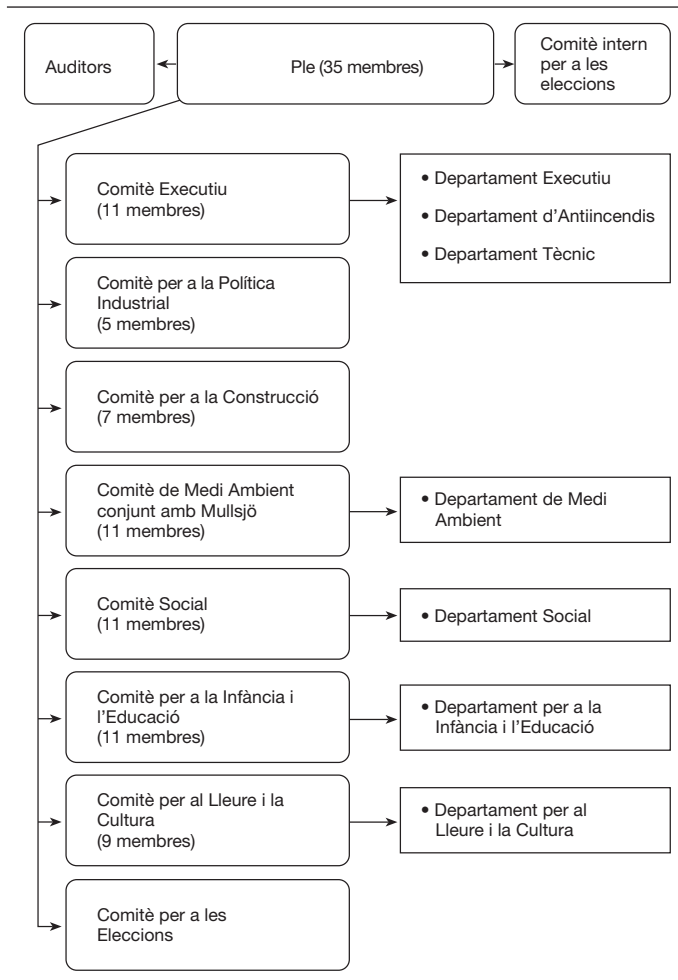 Auditors
Ple (35 membres)
Comitè intern
per a les
eleccions
Comitè Executiu
(11 membres)
• Departament Executiu
• Departament d’Antiincendis
• Departament Tècnic
Comitè per a la Política
Industrial
(5 membres)
Comitè per a la Construcció
(7 membres)
Comitè de Medi Ambient
conjunt amb Mullsjö
(11 membres)
• Departament de Medi
Ambient
Comitè Social
(11 membres)
• Departament Social
Comitè per a la Infància i
l’Educació
(11 membres)
• Departament per a la
Infància i l’Educació
Comitè per al Lleure i la
Cultura
(9 membres)
• Departament per al
Lleure i la Cultura
Comitè per a les
Eleccions